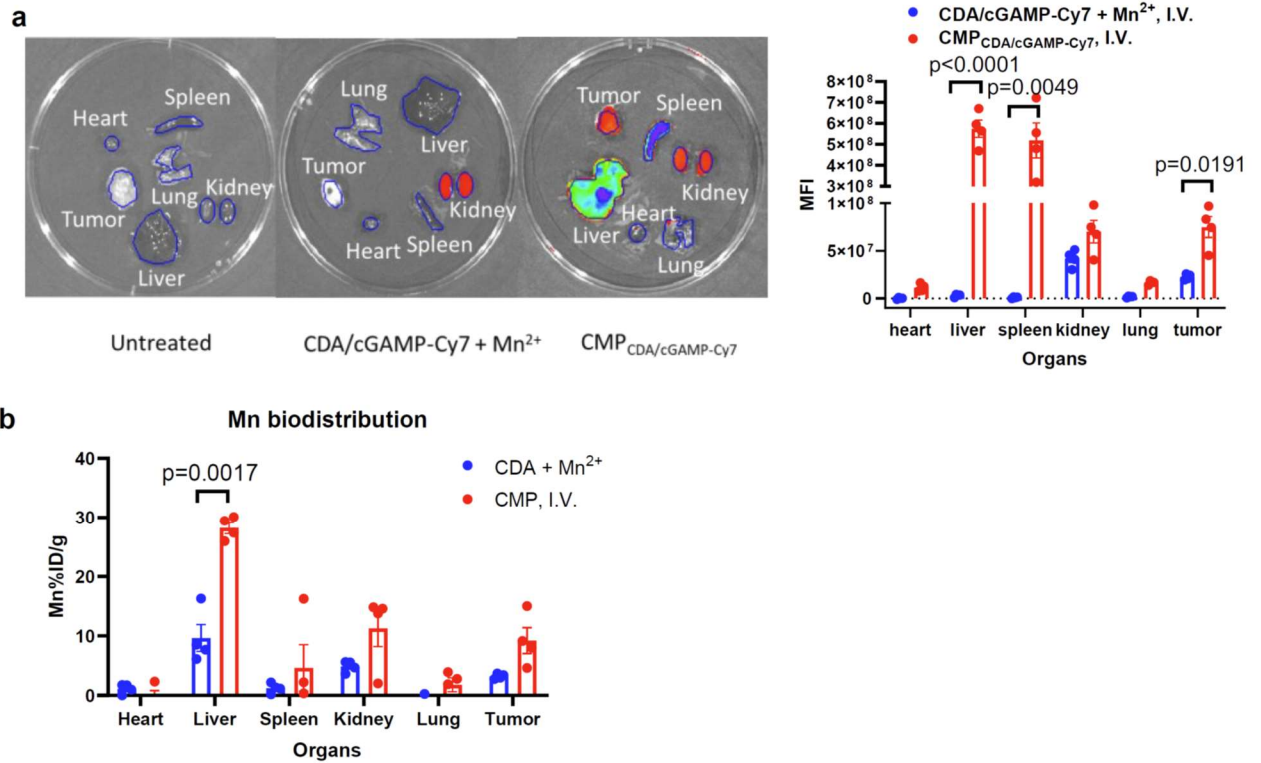 a
Heart
Spleen
Lung
Kidney
Tumor
Liver
Lung
Liver
Tumor
Kidney
Heart
Spleen
Tumor
Spleen
Kidney
Heart
Liver
Lung
Untreated
CDA/cGAMP-Cy7 + Mn²⁺
CMP CDA/cGAMP-Cy7
CDA/cGAMP-Cy7 + Mn²⁺, I.V.
CMP CDA/cGAMP-Cy7, I.V.
p<0.0001
p=0.0049
p=0.0191
MFI
8×10⁸
7×10⁸
6×10⁸
5×10⁸
4×10⁸
3×10⁸
1×10⁸
5×10⁷
0
heart liver spleen kidney lung tumor
Organs
b
Mn biodistribution
p=0.0017
CDA + Mn²⁺
CMP, I.V.
Mn%ID/g
40
30
20
10
0
Heart Liver Spleen Kidney Lung Tumor
Organs